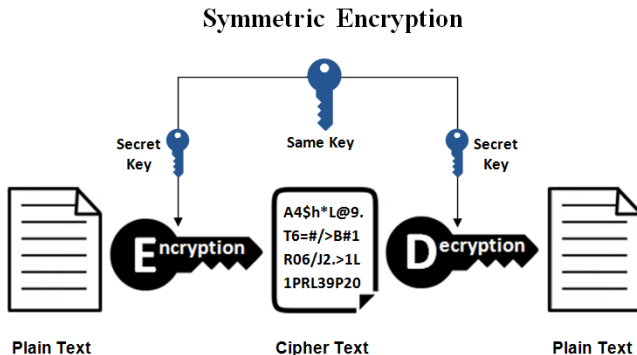 Symmetric Encryption
Secret
Key
Same Key
Secret
Key
Encryption
A4$h*L@9.
T6=#/>B#1
R06/J2.>1L
1PRL39P20
Decryption
Plain Text
Cipher Text
Plain Text